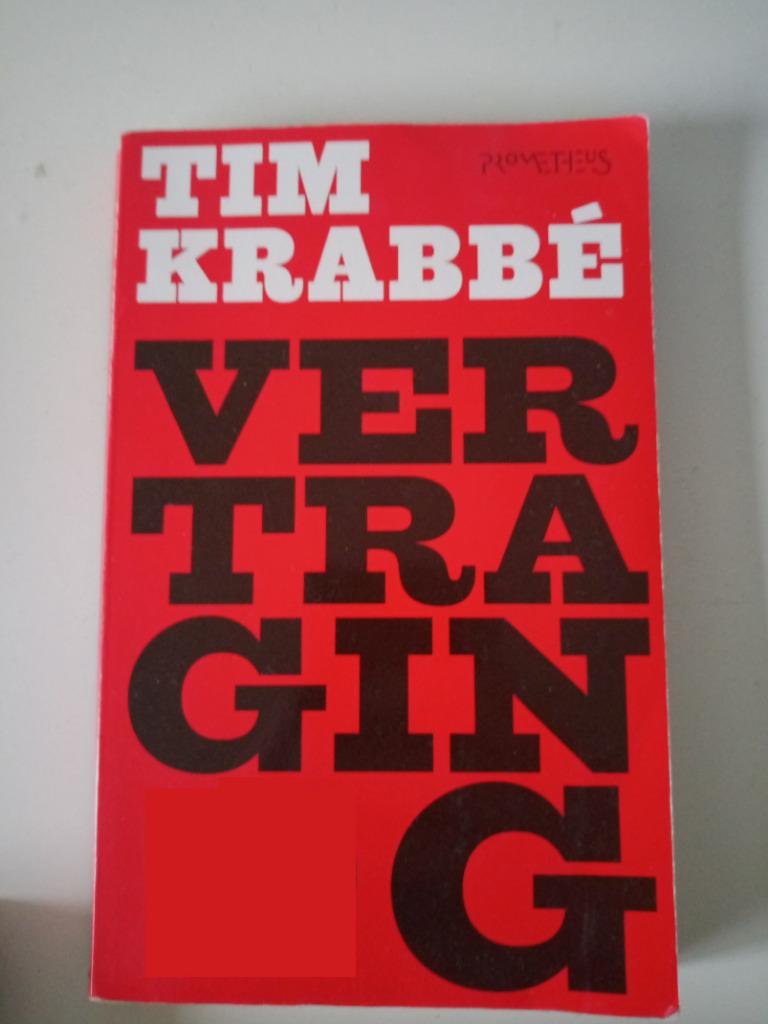 TIM
PROMETHEUS
KRABBÉ
VER
TRA
GIN
G